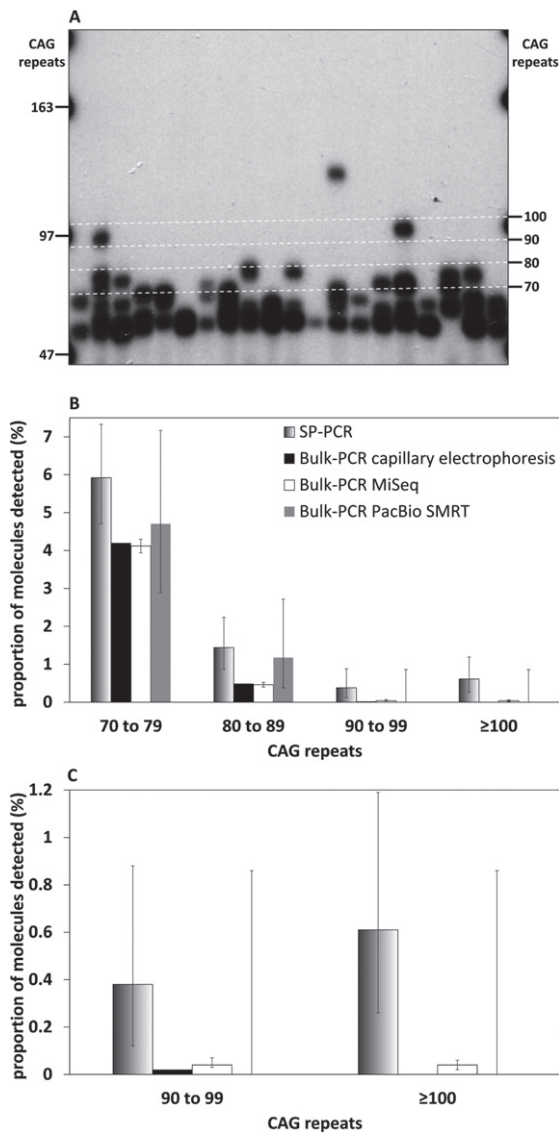 A
CAG repeats
CAG repeats
163
97
47
100
90
80
70
B
proportion of molecules detected (%)
7
6
5
4
3
2
1
0
SP-PCR
Bulk-PCR capillary electrophoresis
Bulk-PCR MiSeq
Bulk-PCR PacBio SMRT
70 to 79
80 to 89
90 to 99
≥100
CAG repeats
C
proportion of molecules detected (%)
1.2
1
0.8
0.6
0.4
0.2
0
90 to 99
≥100
CAG repeats